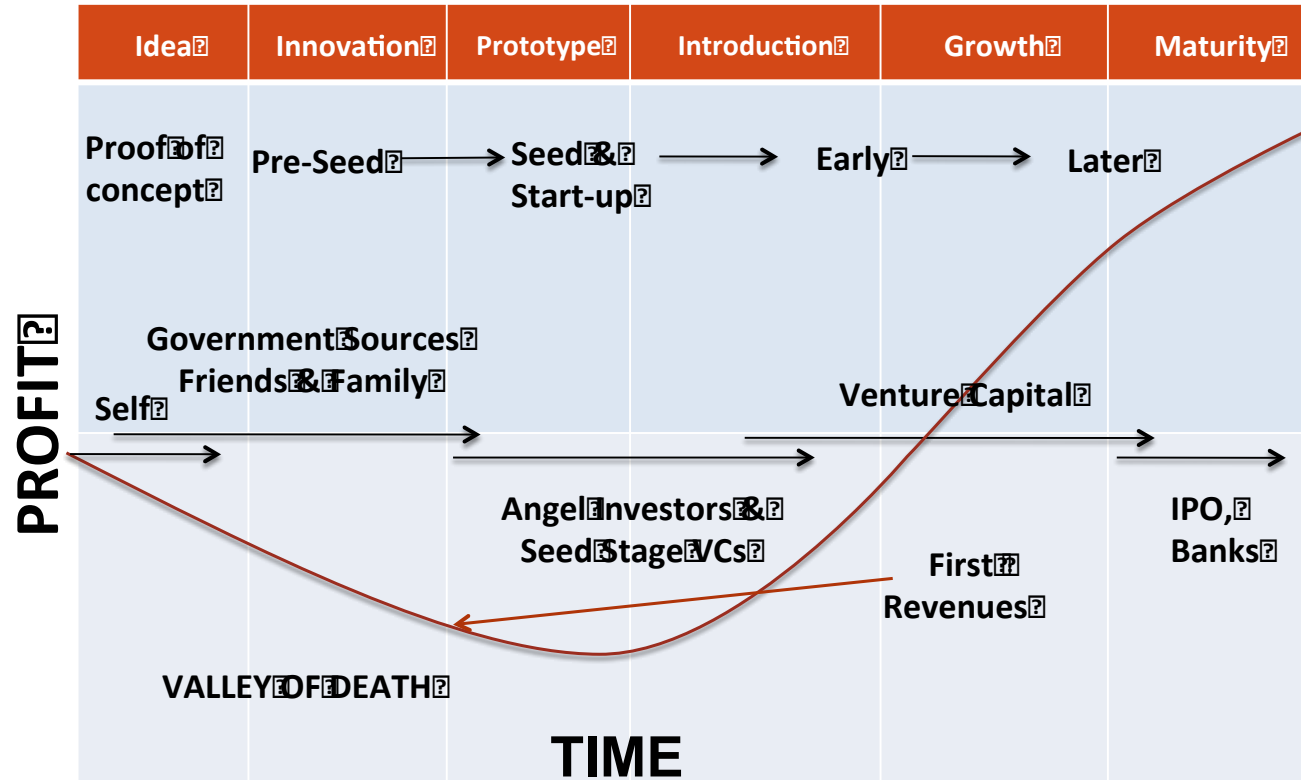 Idea
Innovation
Prototype
Introduction
Growth
Maturity
Proof of
concept
Pre-Seed
Seed &
Start-up
Early
Later
Government Sources
Friends & Family
Self
Venture Capital
Angel Investors &
Seed Stage VCs
IPO,
Banks
First
Revenues
VALLEY OF DEATH
PROFIT
TIME